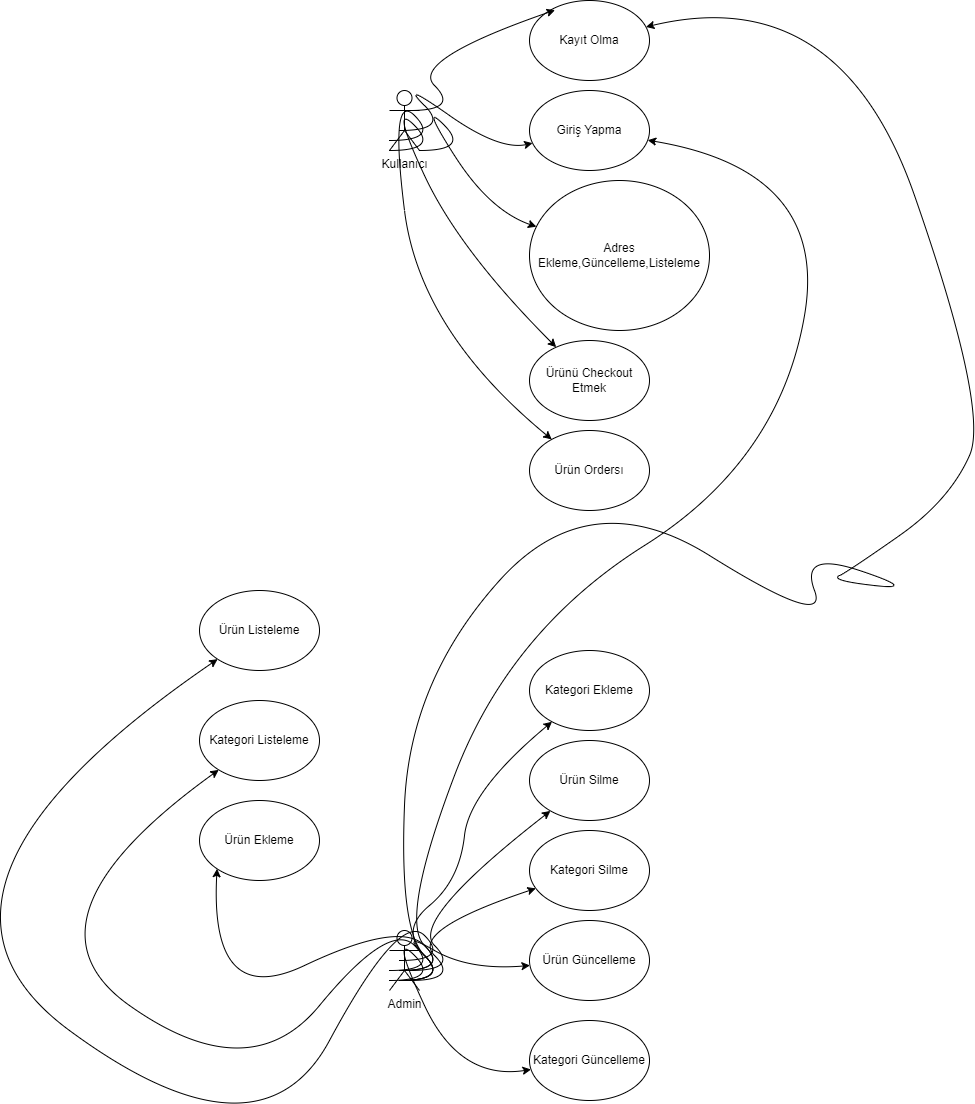 Kayıt Olma
Giriş Yapma
Kullanıcı
Adres
Ekleme,Güncelleme,Listeleme
Ürünü Checkout
Etmek
Ürün Ordersı
Ürün Listeleme
Kategori Ekleme
Kategori Listeleme
Ürün Silme
Ürün Ekleme
Kategori Silme
Ürün Güncelleme
Admin
Kategori Güncelleme